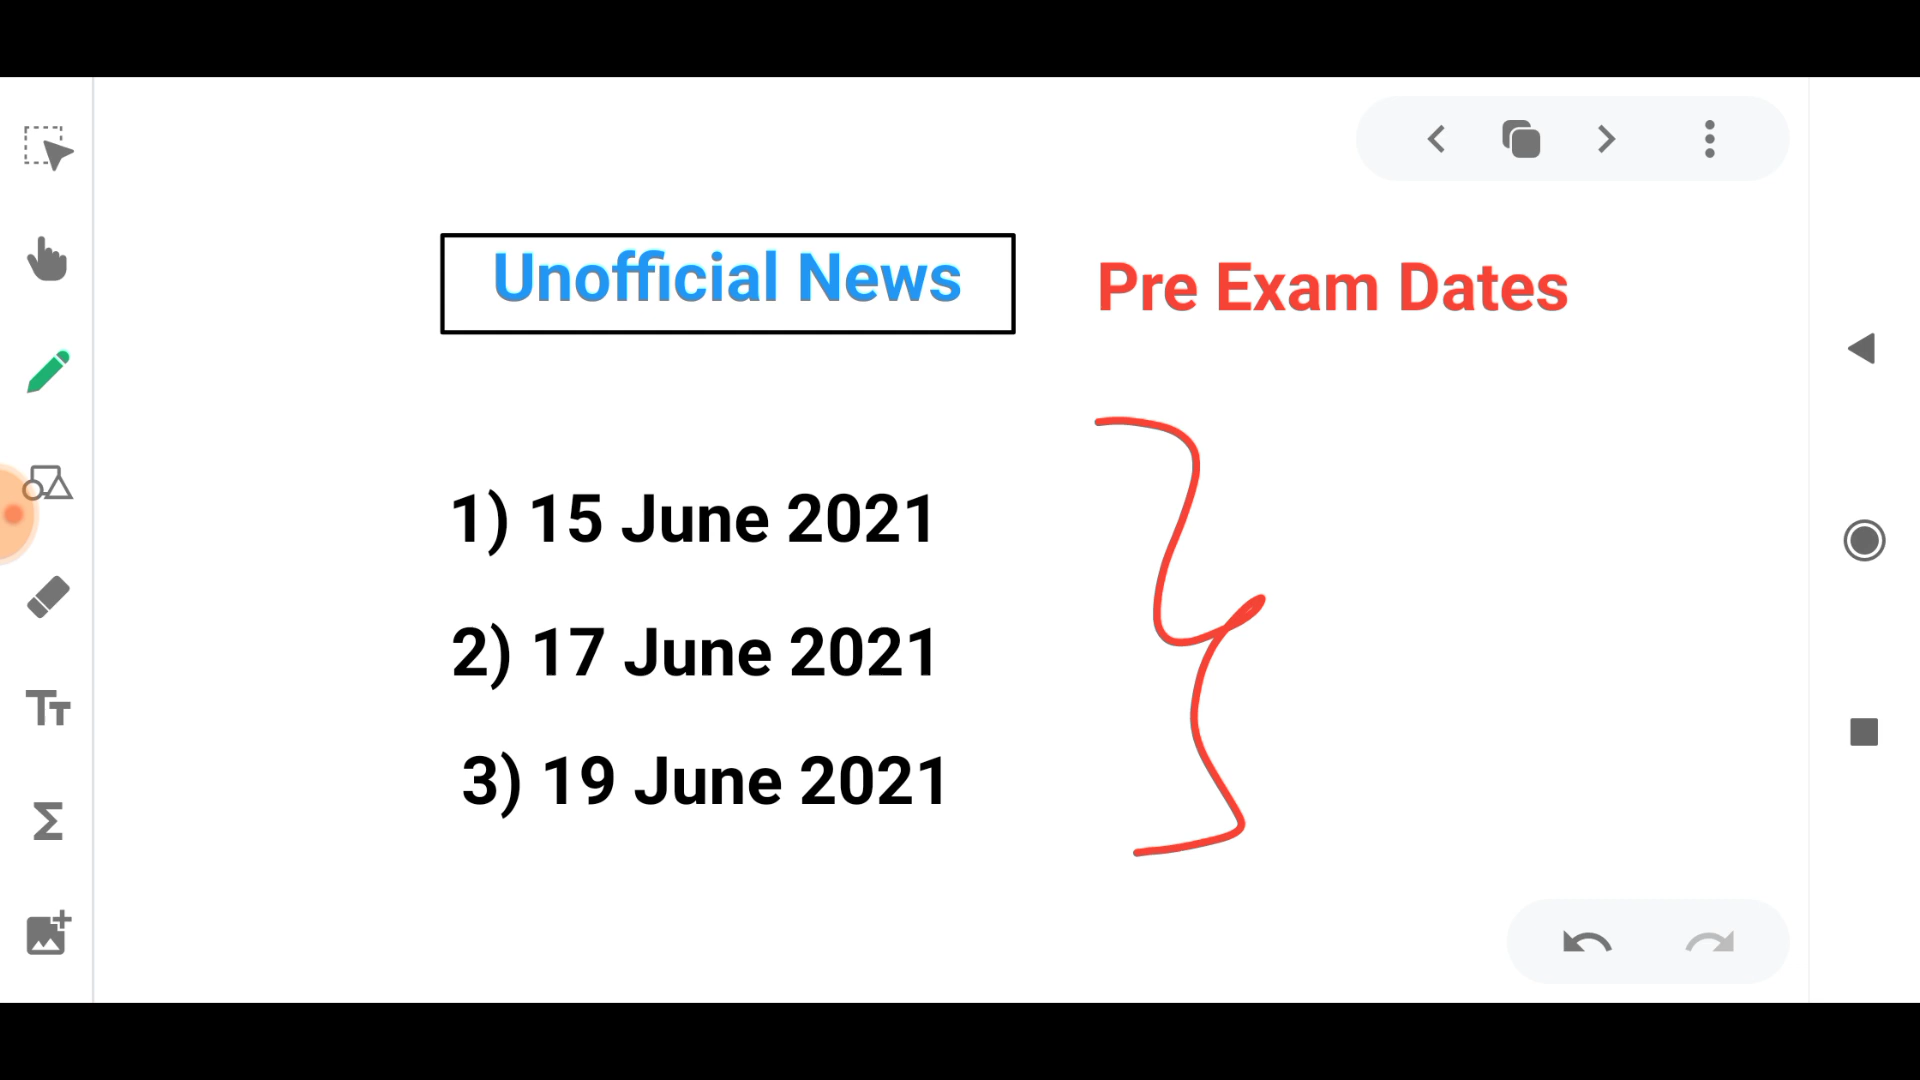 Unofficial News
Pre Exam Dates
1) 15 June 2021
2) 17 June 2021
3) 19 June 2021